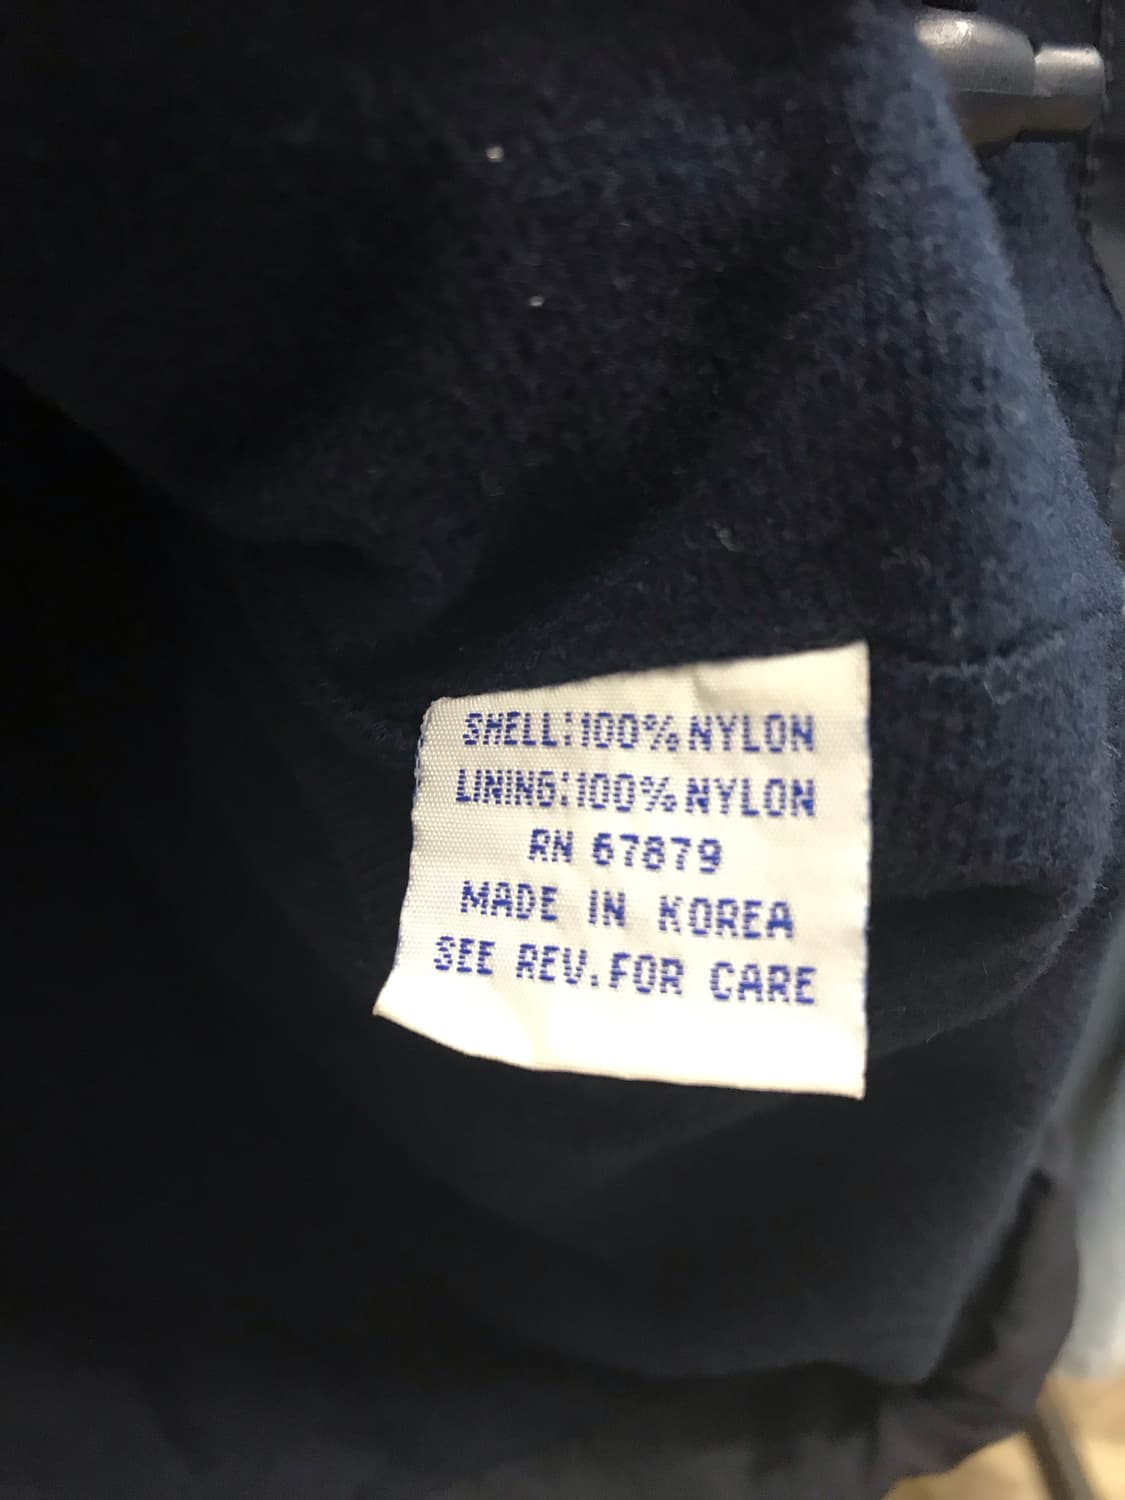 SHELL:100% NYLON
LINING:100% NYLON
RN 67879
MADE IN KOREA
SEE REV.FOR CARE